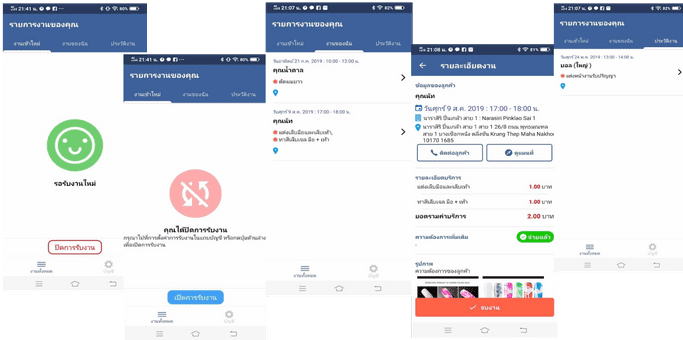 21:41 น.
80%
รายการงานของคุณ
งานเข้าใหม่
งานของฉัน
ประวัติงาน
รอรับงานใหม่
ปิดการรับงาน
งานทั้งหมด
บัญชี
21:41 น.
80%
รายการงานของคุณ
งานเข้าใหม่
งานของฉัน
ประวัติงาน
คุณได้ปิดการรับงาน
กรุณาไปที่การตั้งค่าการรับงานในแถบบัญชี หรือกดปุ่มด้านล่าง
เพื่อเปิดการรับงาน
เปิดการรับงาน
งานทั้งหมด
บัญชี
21:07 น.
82%
รายการงานของคุณ
งานเข้าใหม่
งานของฉัน
ประวัติงาน
วันอาทิตย์ 21 ก.ค. 2019 : 10:00 - 12:00 น.
คุณน้ำตาล
ตัดผมยาว
วันศุกร์ 9 ส.ค. 2019 : 17:00 - 18:00 น.
คุณนัท
แต่งเล็บมือและเล็บเท้า,
ทาสีเล็บเจล มือ + เท้า
งานทั้งหมด
บัญชี
21:08 น.
81%
รายละเอียดงาน
ข้อมูลของลูกค้า
คุณนัท
วันศุกร์ 9 ส.ค. 2019 : 17:00 - 18:00 น.
นาราสิริ ปิ่นเกล้า สาย 1 : Narasiri Pinklao Sai 1
นาราสิริ ปิ่นเกล้า สาย 1 สาย 1 26/8 ถนน พุทธมณฑล
สาย 1 บางเชือกหนัง ตลิ่งชัน Krung Thep Maha Nakhon
10170 1685
ติดต่อลูกค้า
ดูแผนที่
รายละเอียดบริการ
แต่งเล็บมือและเล็บเท้า
1.00 บาท
ทาสีเล็บเจล มือ + เท้า
1.00 บาท
ยอดรวมค่าบริการ
2.00 บาท
ความต้องการเพิ่มเติม
จ่ายแล้ว
-
รูปภาพ
ความต้องการของลูกค้า
จบงาน
21:07 น.
82%
รายการงานของคุณ
งานเข้าใหม่
งานของฉัน
ประวัติงาน
วันศุกร์ 24 พ.ค. 2019 : 13:00 - 14:00 น.
มอล (ใหญ่ )
แต่งหน้างานรับปริญญา
งานทั้งหมด
บัญชี